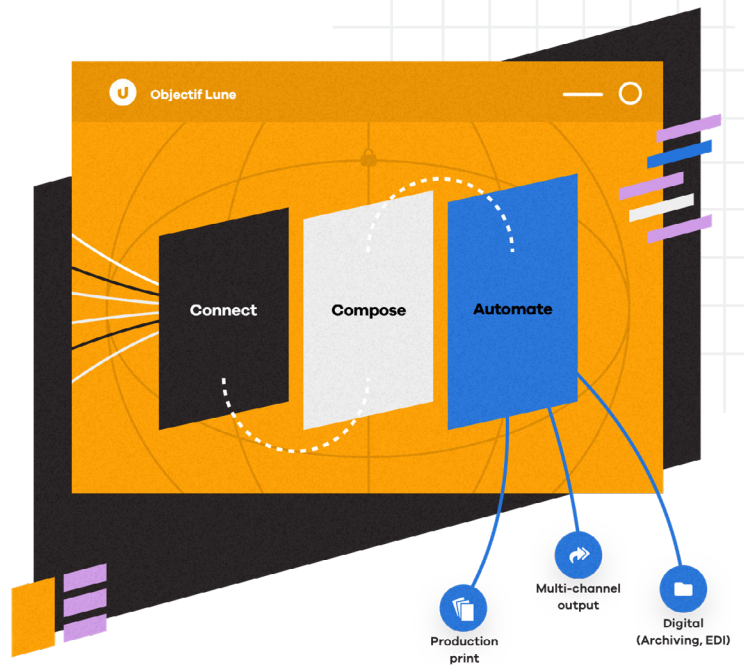 Objectif Lune
Connect
Compose
Automate
Multi-channel
output
Digital
(Archiving, EDI)
Production
print